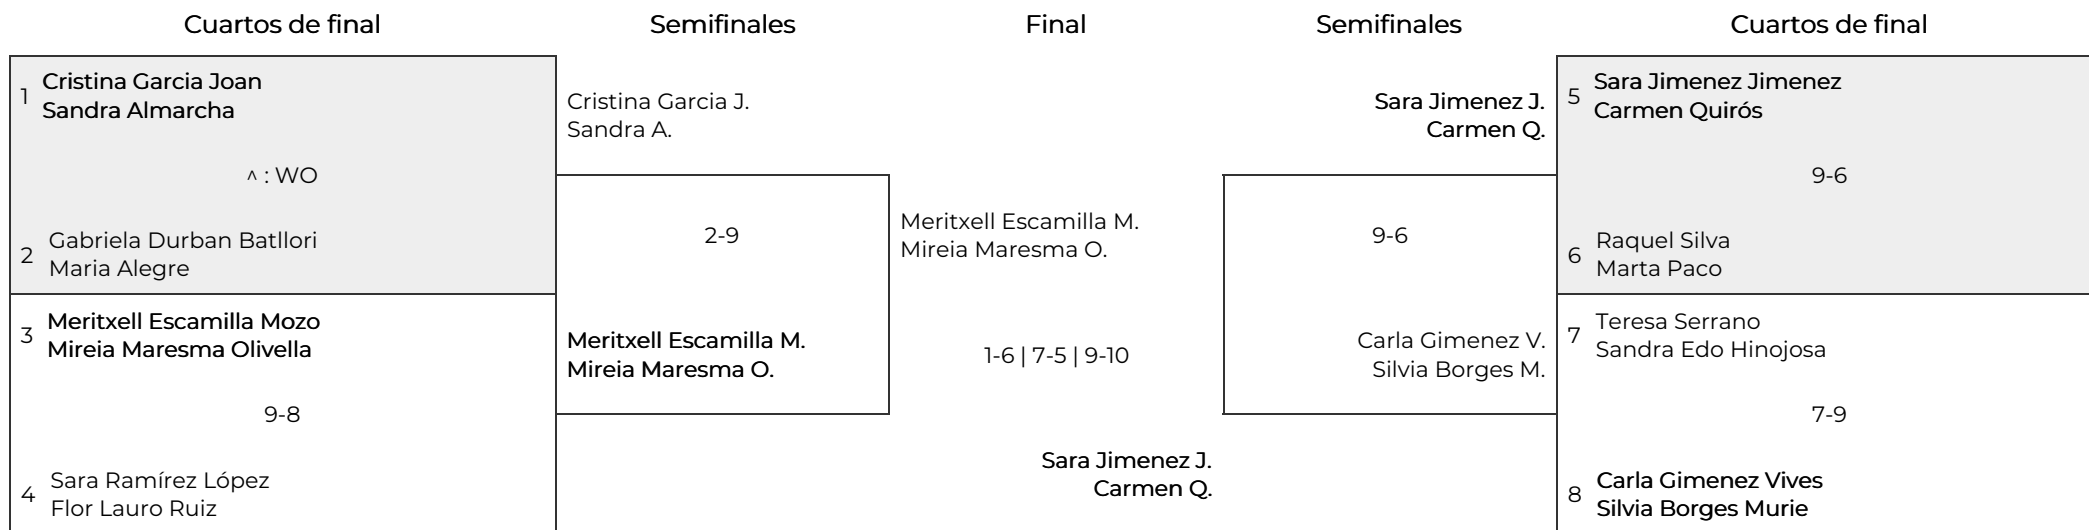 Cuartos de final
Semifinales
Final
Semifinales
Cuartos de final
1
Cristina Garcia Joan
Sandra Almarcha
^ : WO
2
Gabriela Durban Batllori
Maria Alegre
3
Meritxell Escamilla Mozo
Mireia Maresma Olivella
9-8
4
Sara Ramírez López
Flor Lauro Ruiz
Cristina Garcia J.
Sandra A.
2-9
Meritxell Escamilla M.
Mireia Maresma O.
Meritxell Escamilla M.
Mireia Maresma O.
1-6 | 7-5 | 9-10
Sara Jimenez J.
Carmen Q.
Sara Jimenez J.
Carmen Q.
9-6
Carla Gimenez V.
Silvia Borges M.
5
Sara Jimenez Jimenez
Carmen Quirós
9-6
6
Raquel Silva
Marta Paco
7
Teresa Serrano
Sandra Edo Hinojosa
7-9
8
Carla Gimenez Vives
Silvia Borges Murie